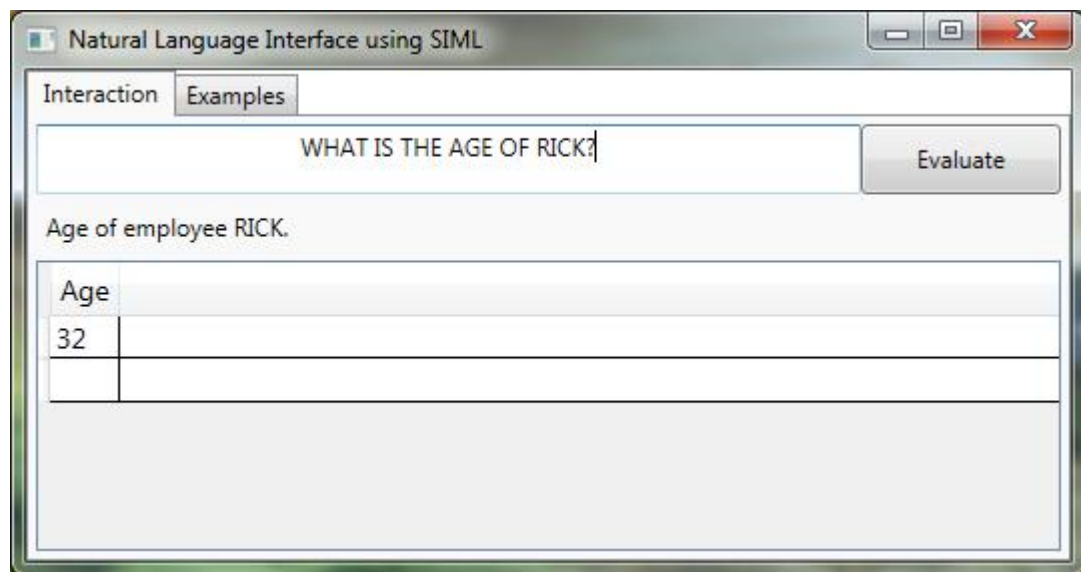 Natural Language Interface using SIML
Interaction Examples
WHAT IS THE AGE OF RICK?
Evaluate
Age of employee RICK.
Age
32